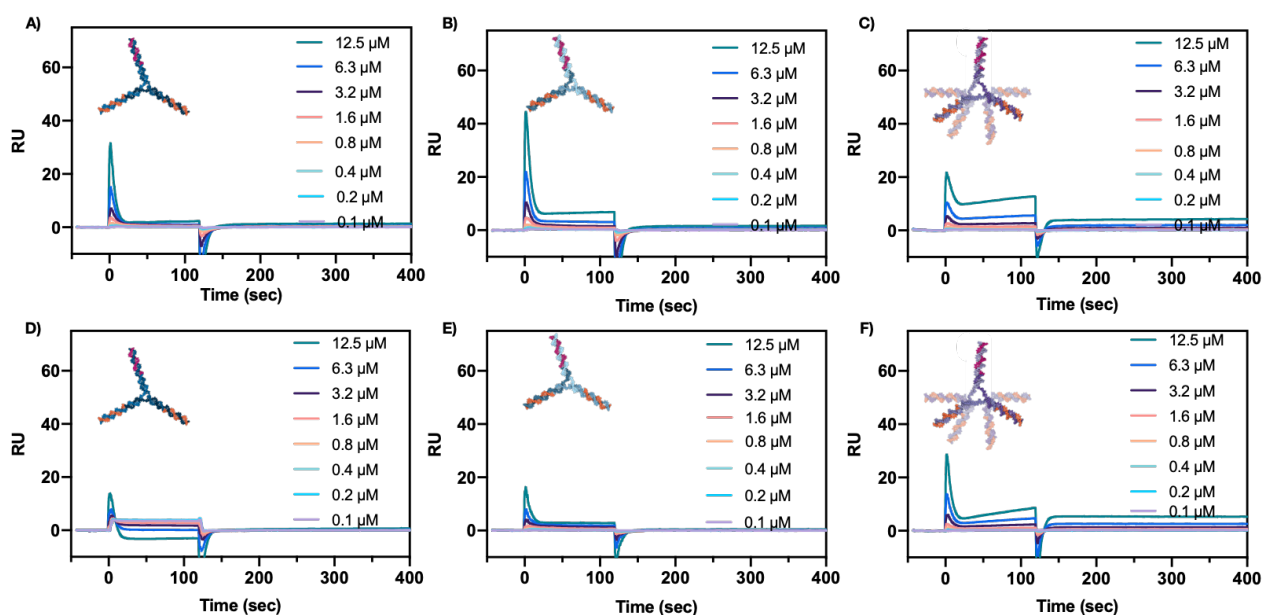 A)
60
40
20
0
RU
12.5 µM
6.3 µM
3.2 µM
1.6 µM
0.8 µM
0.4 µM
0.2 µM
0.1 µM
0 100 200 300 400
Time (sec)
B)
60
40
20
0
RU
12.5 µM
6.3 µM
3.2 µM
1.6 µM
0.8 µM
0.4 µM
0.2 µM
0.1 µM
0 100 200 300 400
Time (sec)
C)
60
40
20
0
RU
12.5 µM
6.3 µM
3.2 µM
1.6 µM
0.8 µM
0.4 µM
0.2 µM
0.1 µM
0 100 200 300 400
Time (sec)
D)
60
40
20
0
RU
12.5 µM
6.3 µM
3.2 µM
1.6 µM
0.8 µM
0.4 µM
0.2 µM
0.1 µM
0 100 200 300 400
Time (sec)
E)
60
40
20
0
RU
12.5 µM
6.3 µM
3.2 µM
1.6 µM
0.8 µM
0.4 µM
0.2 µM
0.1 µM
0 100 200 300 400
Time (sec)
F)
60
40
20
0
RU
12.5 µM
6.3 µM
3.2 µM
1.6 µM
0.8 µM
0.4 µM
0.2 µM
0.1 µM
0 100 200 300 400
Time (sec)